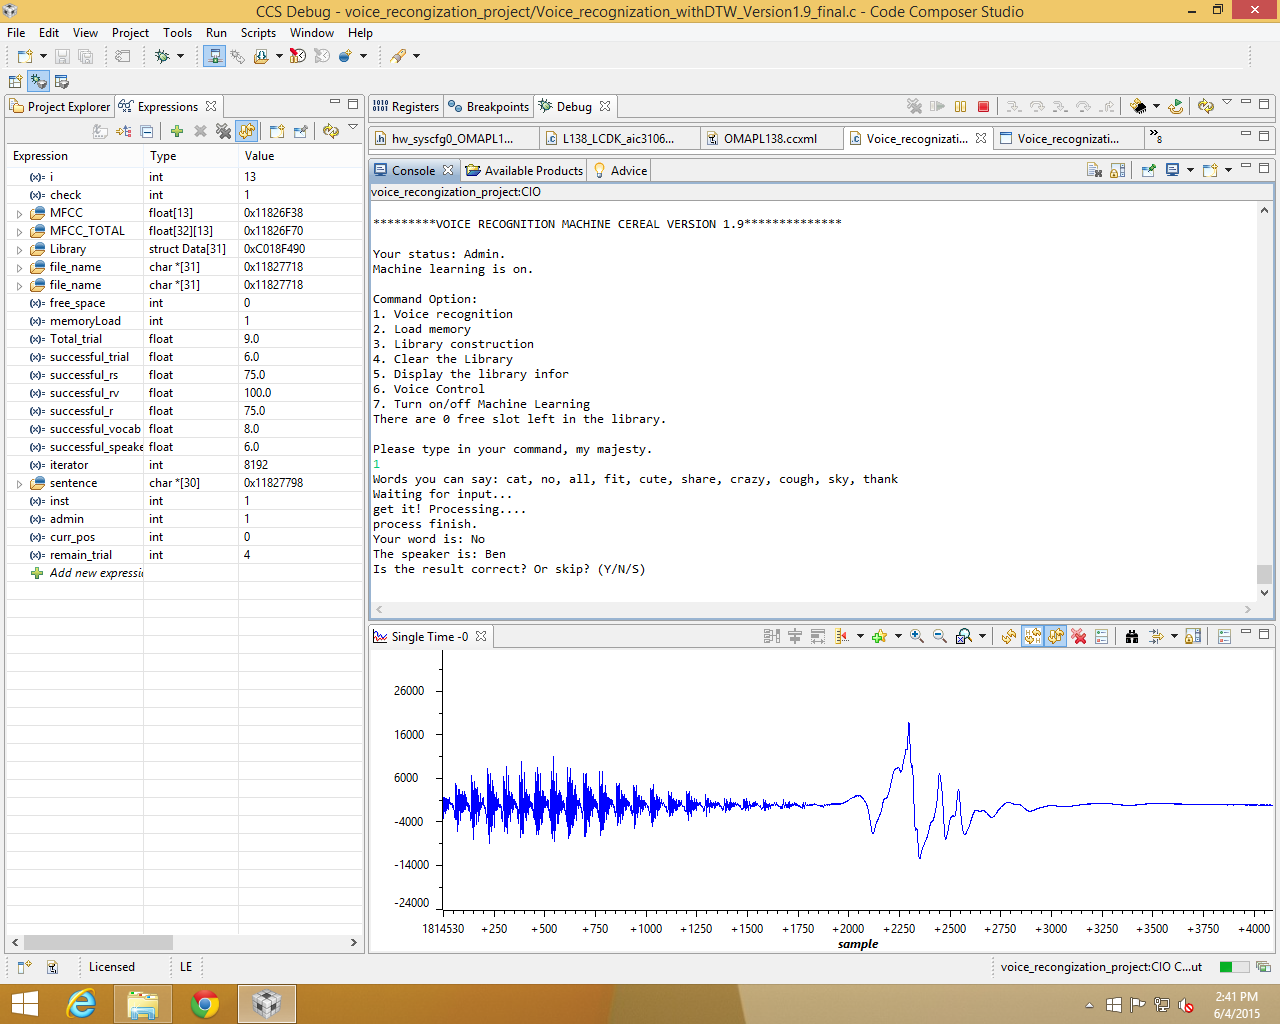 CCS Debug - voice_recongization_project/Voice_recognization_withDTW_Version1.9_final.c - Code Composer Studio
File Edit View Project Tools Run Scripts Window Help
Project Explorer Expressions
Expression Type Value
(x)= i int 13
(x)= check int 1
MFCC float[13] 0x11826F38
MFCC_TOTAL float[32][13] 0x11826F70
Library struct Data[31] 0xC018F490
file_name char *[31] 0x11827718
file_name char *[31] 0x11827718
(x)= free_space int 0
(x)= memoryLoad int 1
(x)= Total_trial float 9.0
(x)= successful_trial float 6.0
(x)= successful_rs float 75.0
(x)= successful_rv float 100.0
(x)= successful_r float 75.0
(x)= successful_vocab float 8.0
(x)= successful_speake float 6.0
(x)= iterator int 8192
sentence char *[30] 0x11827798
(x)= inst int 1
(x)= admin int 1
(x)= curr_pos int 0
(x)= remain_trial int 4
Add new expressi
1010 0101 Registers Breakpoints Debug
hw_syscfg0_OMAPL1... L138_LCDK_aic3106... OMAPL138.ccxml Voice_recognizati... Voice_recognizati... »8
Console Available Products Advice
voice_recongization_project:CIO
*********VOICE RECOGNITION MACHINE CEREAL VERSION 1.9**************
Your status: Admin.
Machine learning is on.
Command Option:
1. Voice recognition
2. Load memory
3. Library construction
4. Clear the Library
5. Display the library infor
6. Voice Control
7. Turn on/off Machine Learning
There are 0 free slot left in the library.
Please type in your command, my majesty.
1
Words you can say: cat, no, all, fit, cute, share, crazy, cough, sky, thank
Waiting for input...
get it! Processing....
process finish.
Your word is: No
The speaker is: Ben
Is the result correct? Or skip? (Y/N/S)
Single Time -0
26000
16000
6000
-4000
-14000
-24000
1814530 +250 +500 +750 +1000 +1250 +1500 +1750 +2000 +2250 +2500 +2750 +3000 +3250 +3500 +3750 +4000
sample
Licensed LE voice_recongization_project:CIO C...ut
2:41 PM
6/4/2015